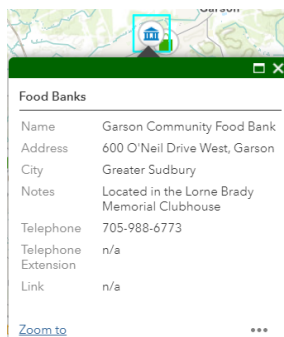 Garson
Food Banks
Name Garson Community Food Bank
Address 600 O'Neil Drive West, Garson
City Greater Sudbury
Notes Located in the Lorne Brady
Memorial Clubhouse
Telephone 705-988-6773
Telephone n/a
Extension
Link n/a
Zoom to